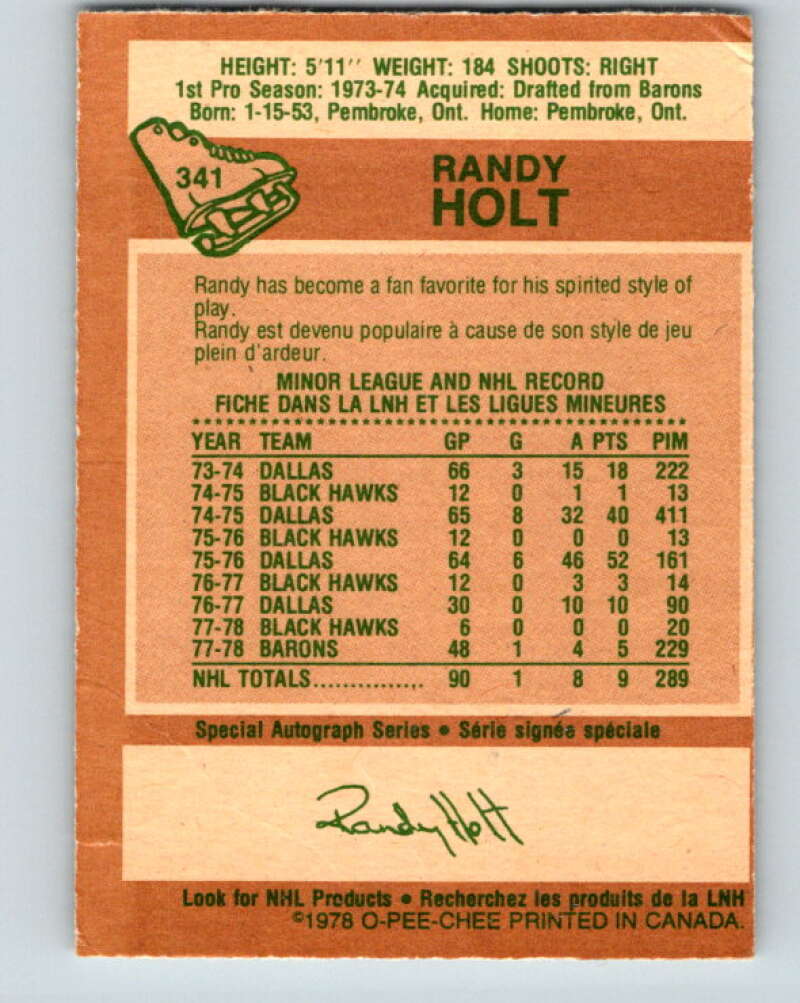 HEIGHT: 5'11'' WEIGHT: 184 SHOOTS: RIGHT
1st Pro Season: 1973-74 Acquired: Drafted from Barons
Born: 1-15-53, Pembroke, Ont. Home: Pembroke, Ont.
341
RANDY
HOLT
Randy has become a fan favorite for his spirited style of
play.
Randy est devenu populaire à cause de son style de jeu
plein d'ardeur.
MINOR LEAGUE AND NHL RECORD
FICHE DANS LA LNH ET LES LIGUES MINEURES
YEAR TEAM GP G A PTS PIM
73-74 DALLAS 66 3 15 18 222
74-75 BLACK HAWKS 12 0 1 1 13
74-75 DALLAS 65 8 32 40 411
75-76 BLACK HAWKS 12 0 0 0 13
75-76 DALLAS 64 6 46 52 161
76-77 BLACK HAWKS 12 0 3 3 14
76-77 DALLAS 30 0 10 10 90
77-78 BLACK HAWKS 6 0 0 0 20
77-78 BARONS 48 1 4 5 229
NHL TOTALS............... 90 1 8 9 289
Special Autograph Series • Série signée spéciale
Randy Holt
Look for NHL Products • Recherchez les produits de la LNH
©1978 O-PEE-CHEE PRINTED IN CANADA.